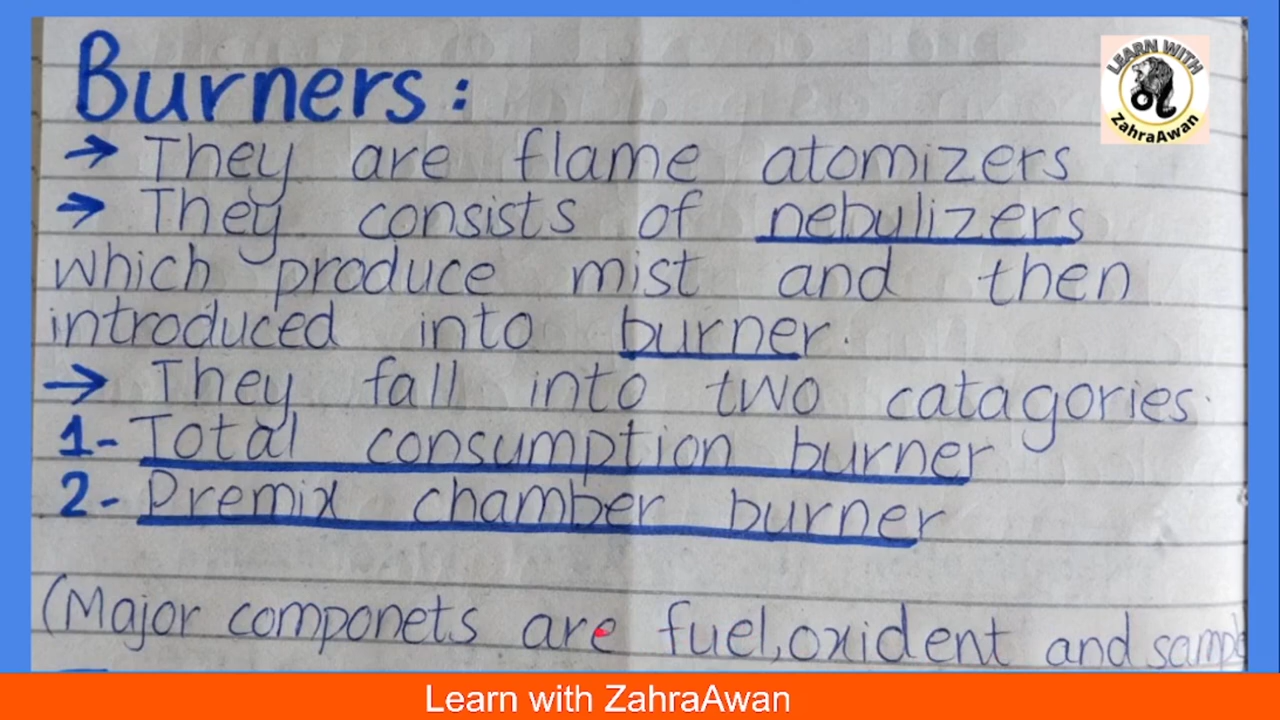 Burners:
LEARN WITH
ZahraAwan
→ They are flame atomizers
→ They consists of nebulizers
which produce mist and then
introduced into burner.
→ They fall into two catagories.
1- Total consumption burner
2- Premix chamber burner
(Major componets are fuel, oxident and sample
Learn with ZahraAwan